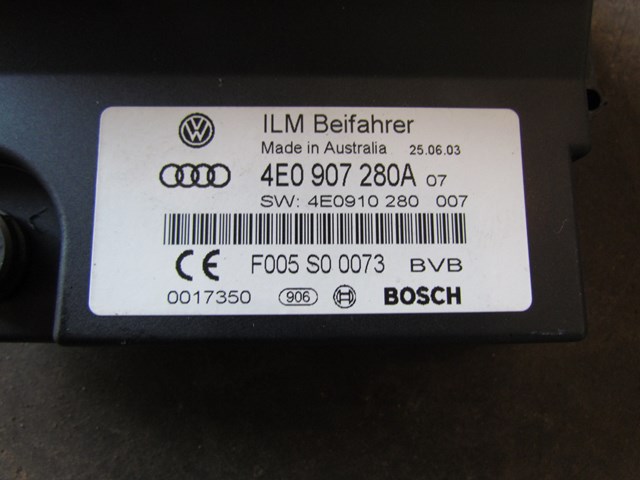 ILM Beifahrer
Made in Australia 25.06.03
4E0 907 280A 07
SW: 4E0910 280 007
CE F005 S0 0073 BVB
0017350 906 BOSCH